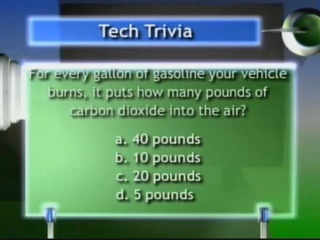 Tech Trivia
For every gallon of gasoline your vehicle
burns, it puts how many pounds of
carbon dioxide into the air?
a. 40 pounds
b. 10 pounds
c. 20 pounds
d. 5 pounds